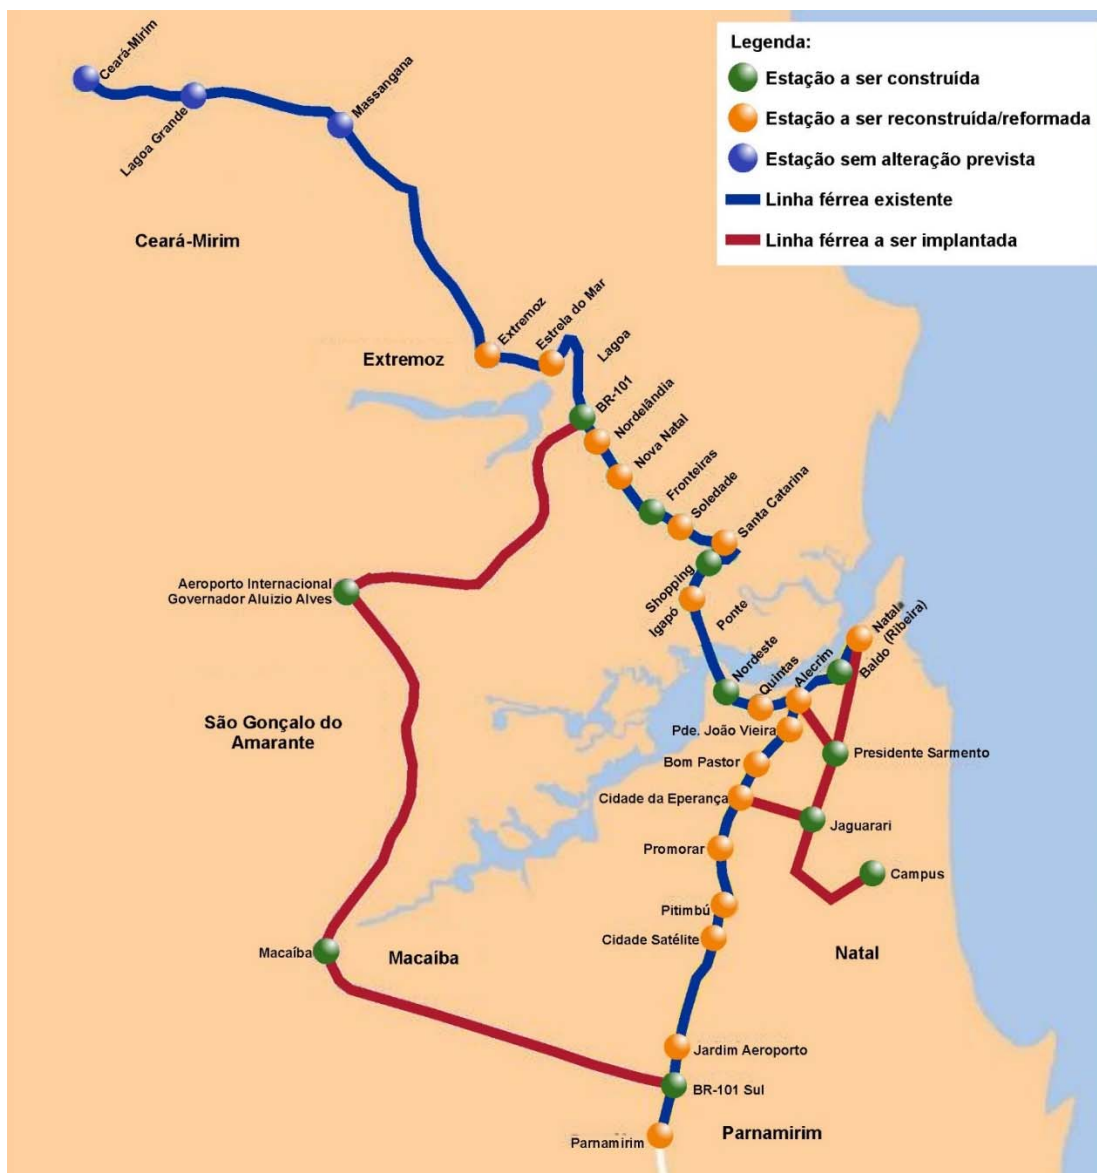 Legenda:
Estação a ser construída
Estação a ser reconstruída/reformada
Estação sem alteração prevista
Linha férrea existente
Linha férrea a ser implantada
Ceará-Mirim
Lagoa Grande
Massangana
Ceará-Mirim
Extremoz
Estrela do Mar
Extremoz
Lagoa
BR-101
Nordelândia
Nova Natal
Fronteiras
Soledade
Santa Catarina
Shopping
Igapó
Ponte
Aeroporto Internacional
Governador Aluizio Alves
Nordeste
Quintas
Alecrim
Natal
Baldo (Ribeira)
São Gonçalo do
Amarante
Pde. João Vieira
Presidente Sarmento
Bom Pastor
Cidade da Eperança
Jaguarari
Promorar
Campus
Pitimbú
Cidade Satélite
Macaíba
Macaíba
Natal
Jardim Aeroporto
BR-101 Sul
Parnamirim
Parnamirim